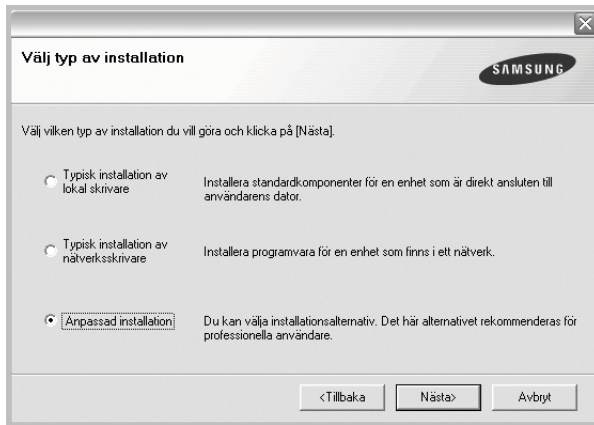 Välj typ av installation
SAMSUNG
Välj vilken typ av installation du vill göra och klicka på [Nästa].
Typisk installation av
lokal skrivare
Installera standardkomponenter för en enhet som är direkt ansluten till
användarens dator.
Typisk installation av
nätverksskrivare
Installera programvara för en enhet som finns i ett nätverk.
Anpassad installation
Du kan välja installationsalternativ. Det här alternativet rekommenderas för
professionella användare.
<Tillbaka
Nästa>
Avbryt